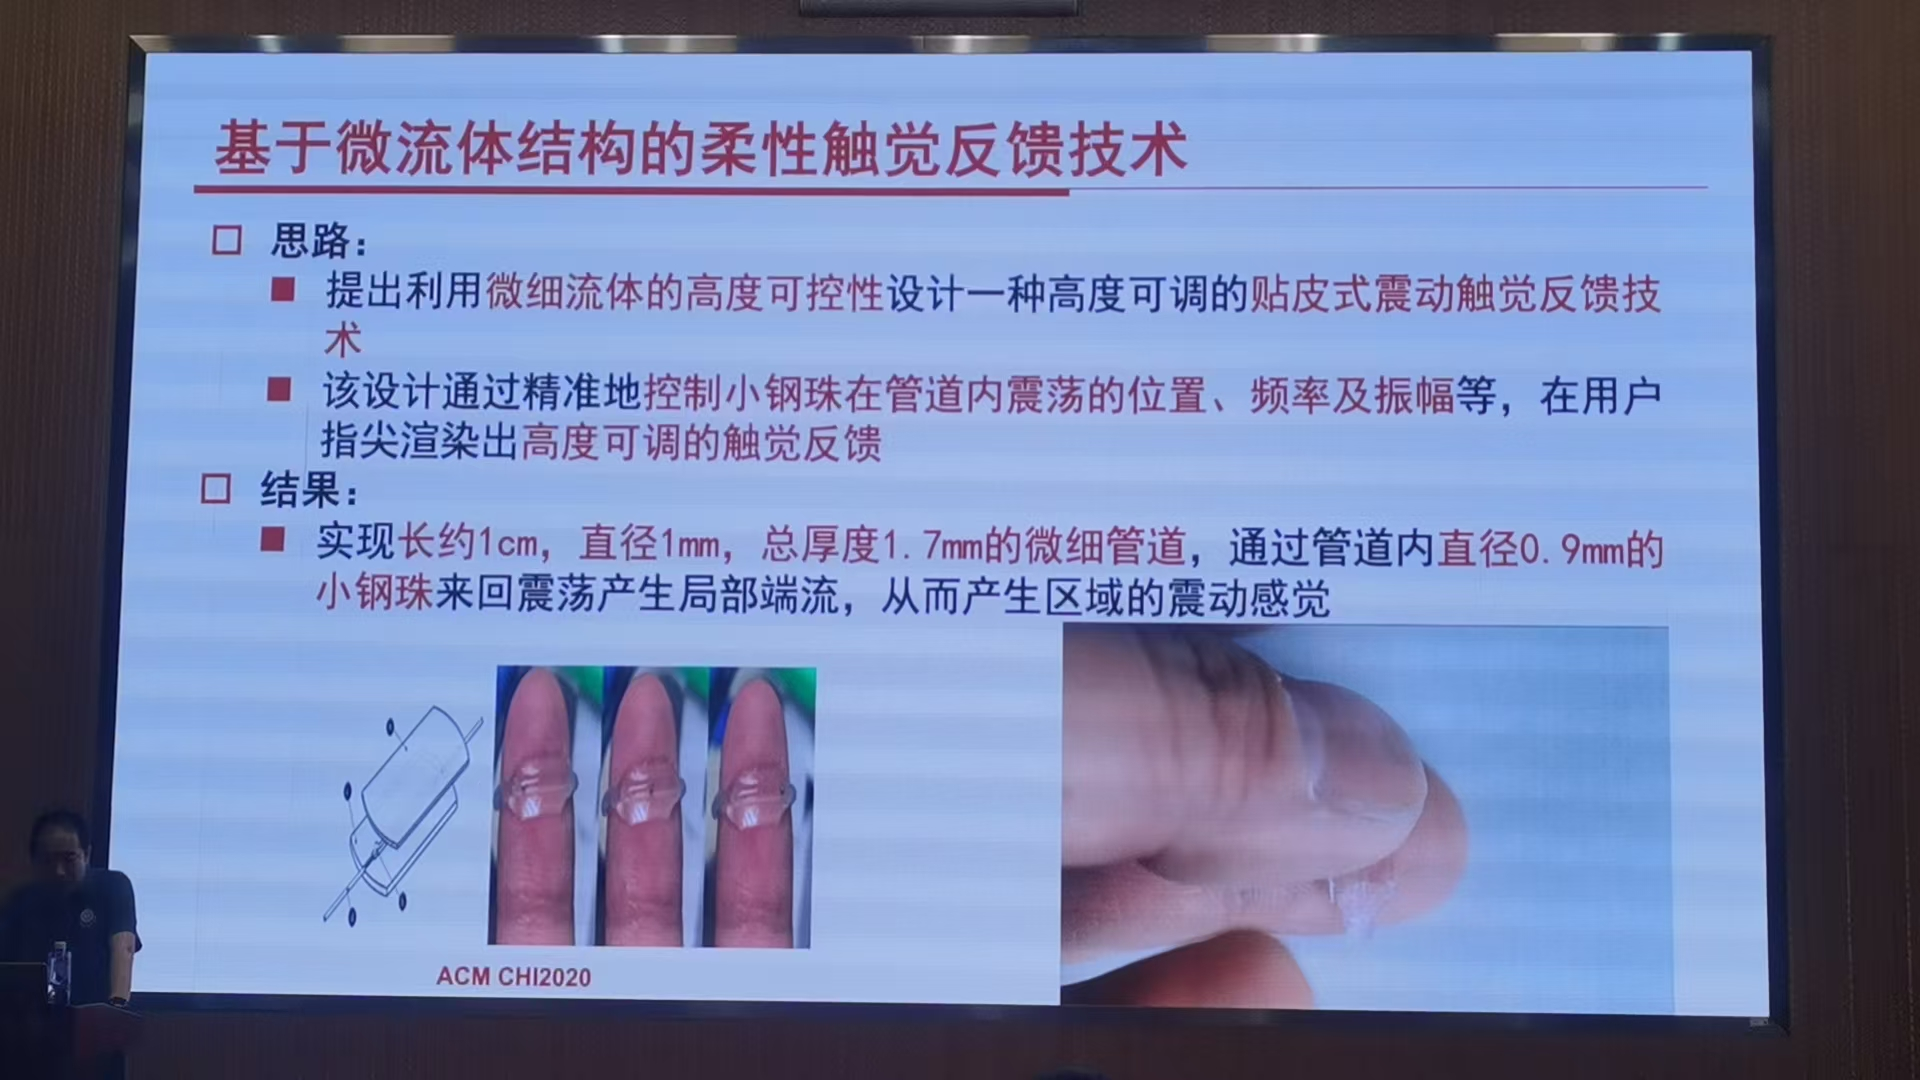 基于微流体结构的柔性触觉反馈技术
思路：
提出利用微细流体的高度可控性设计一种高度可调的贴皮式震动触觉反馈技
术
该设计通过精准地控制小钢珠在管道内震荡的位置、频率及振幅等，在用户
指尖渲染出高度可调的触觉反馈
结果：
实现长约1cm，直径1mm，总厚度1.7mm的微细管道，通过管道内直径0.9mm的
小钢珠来回震荡产生局部端流，从而产生区域的震动感觉
ACM CHI2020